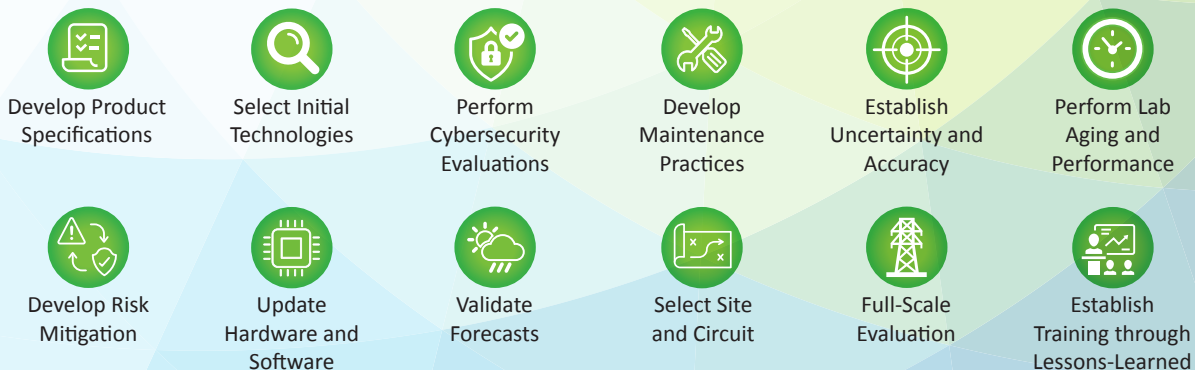 Develop Product
Specifications
Select Initial
Technologies
Perform
Cybersecurity
Evaluations
Develop
Maintenance
Practices
Establish
Uncertainty and
Accuracy
Perform Lab
Aging and
Performance
Develop Risk
Mitigation
Update
Hardware and
Software
Validate
Forecasts
Select Site
and Circuit
Full-Scale
Evaluation
Establish
Training through
Lessons-Learned